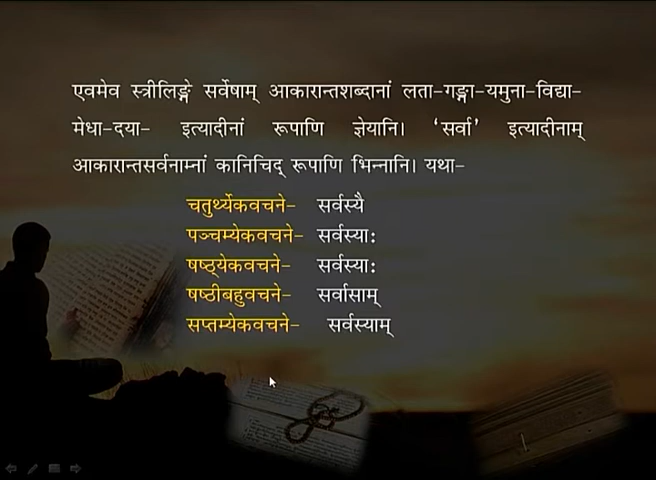 एवमेव स्त्रीलिङ्गे सर्वेषाम् आकारान्तशब्दानां लता-गङ्गा-यमुना-विद्या-
मेधा-दया- इत्यादीनां रूपाणि ज्ञेयानि। ‘सर्वा’ इत्यादीनाम्
आकारान्तसर्वनाम्नां कानिचिद् रूपाणि भिन्नानि। यथा-
चतुर्थ्येकवचने- सर्वस्यै
पञ्चम्येकवचने- सर्वस्याः
षष्ठ्येकवचने- सर्वस्याः
षष्ठीबहुवचने- सर्वासाम्
सप्तम्येकवचने- सर्वस्याम्